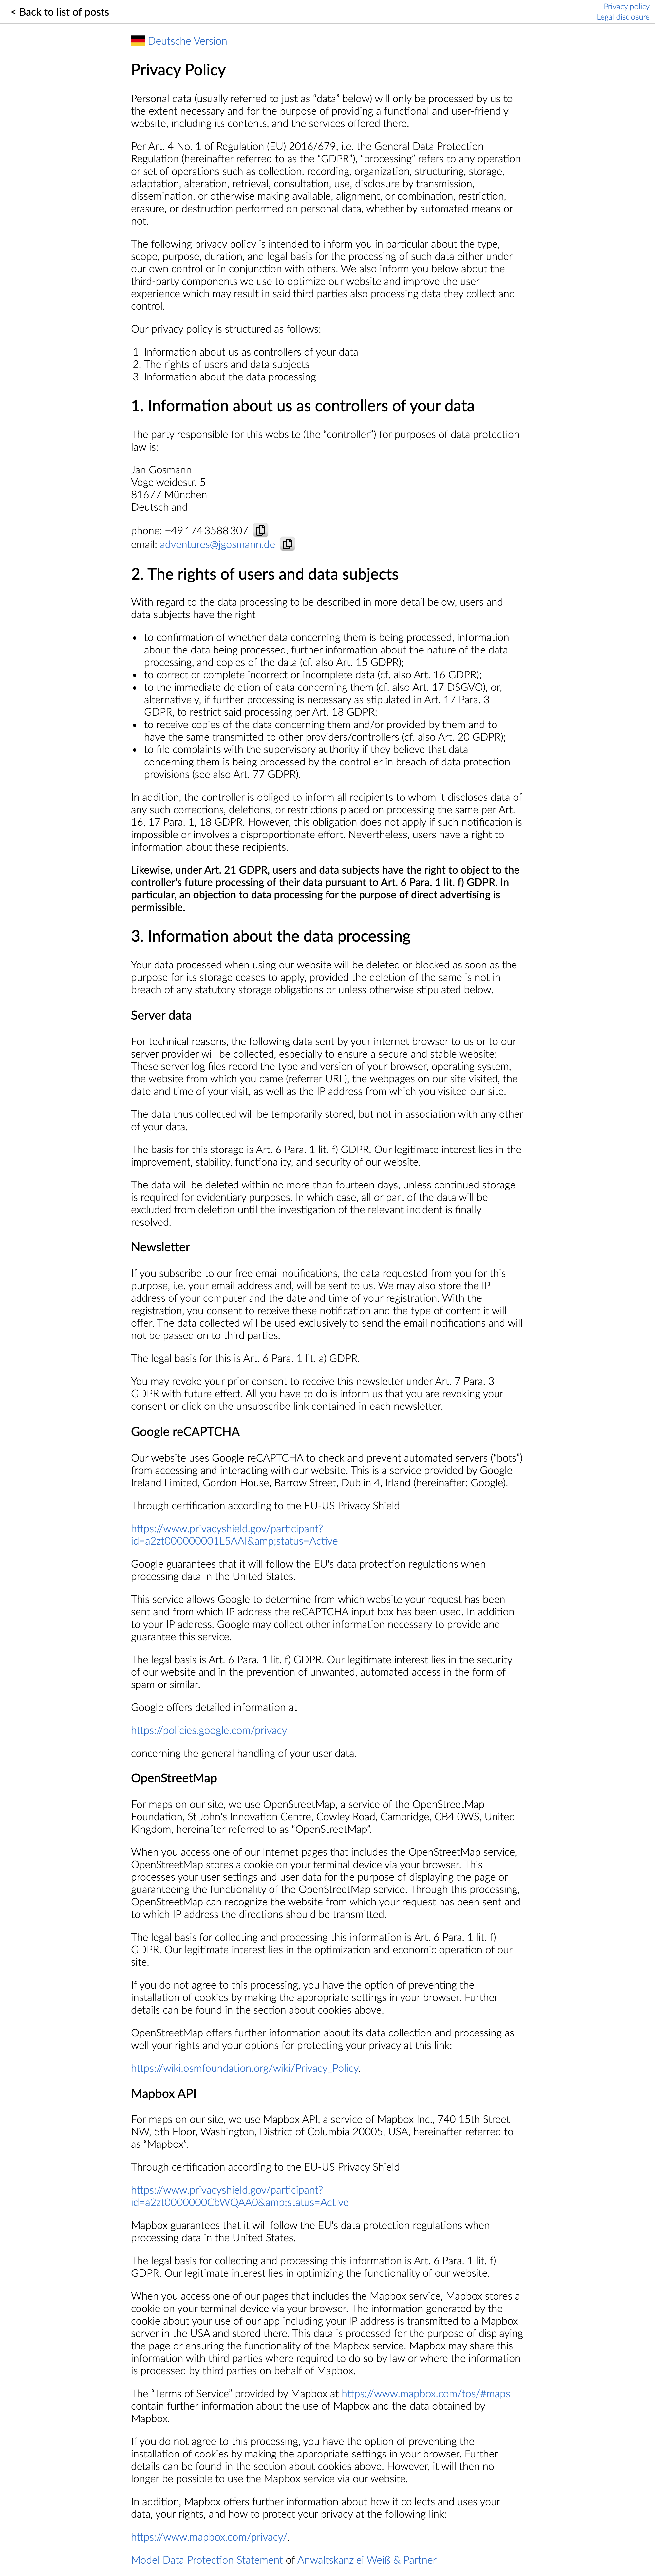 < Back to list of posts
Privacy policy
Legal disclosure
Deutsche Version
Privacy Policy
Personal data (usually referred to just as “data” below) will only be processed by us to
the extent necessary and for the purpose of providing a functional and user-friendly
website, including its contents, and the services offered there.
Per Art. 4 No. 1 of Regulation (EU) 2016/679, i.e. the General Data Protection
Regulation (hereinafter referred to as the “GDPR”), “processing” refers to any operation
or set of operations such as collection, recording, organization, structuring, storage,
adaptation, alteration, retrieval, consultation, use, disclosure by transmission,
dissemination, or otherwise making available, alignment, or combination, restriction,
erasure, or destruction performed on personal data, whether by automated means or
not.
The following privacy policy is intended to inform you in particular about the type,
scope, purpose, duration, and legal basis for the processing of such data either under
our own control or in conjunction with others. We also inform you below about the
third-party components we use to optimize our website and improve the user
experience which may result in said third parties also processing data they collect and
control.
Our privacy policy is structured as follows:
1. Information about us as controllers of your data
2. The rights of users and data subjects
3. Information about the data processing
1. Information about us as controllers of your data
The party responsible for this website (the “controller”) for purposes of data protection
law is:
Jan Gosmann
Vogelweidestr. 5
81677 München
Deutschland
phone: +49 174 3588 307
email: adventures@jgosmann.de
2. The rights of users and data subjects
With regard to the data processing to be described in more detail below, users and
data subjects have the right
• to confirmation of whether data concerning them is being processed, information
about the data being processed, further information about the nature of the data
processing, and copies of the data (cf. also Art. 15 GDPR);
• to correct or complete incorrect or incomplete data (cf. also Art. 16 GDPR);
• to the immediate deletion of data concerning them (cf. also Art. 17 DSGVO), or,
alternatively, if further processing is necessary as stipulated in Art. 17 Para. 3
GDPR, to restrict said processing per Art. 18 GDPR;
• to receive copies of the data concerning them and/or provided by them and to
have the same transmitted to other providers/controllers (cf. also Art. 20 GDPR);
• to file complaints with the supervisory authority if they believe that data
concerning them is being processed by the controller in breach of data protection
provisions (see also Art. 77 GDPR).
In addition, the controller is obliged to inform all recipients to whom it discloses data of
any such corrections, deletions, or restrictions placed on processing the same per Art.
16, 17 Para. 1, 18 GDPR. However, this obligation does not apply if such notification is
impossible or involves a disproportionate effort. Nevertheless, users have a right to
information about these recipients.
Likewise, under Art. 21 GDPR, users and data subjects have the right to object to the
controller's future processing of their data pursuant to Art. 6 Para. 1 lit. f) GDPR. In
particular, an objection to data processing for the purpose of direct advertising is
permissible.
3. Information about the data processing
Your data processed when using our website will be deleted or blocked as soon as the
purpose for its storage ceases to apply, provided the deletion of the same is not in
breach of any statutory storage obligations or unless otherwise stipulated below.
Server data
For technical reasons, the following data sent by your internet browser to us or to our
server provider will be collected, especially to ensure a secure and stable website:
These server log files record the type and version of your browser, operating system,
the website from which you came (referrer URL), the webpages on our site visited, the
date and time of your visit, as well as the IP address from which you visited our site.
The data thus collected will be temporarily stored, but not in association with any other
of your data.
The basis for this storage is Art. 6 Para. 1 lit. f) GDPR. Our legitimate interest lies in the
improvement, stability, functionality, and security of our website.
The data will be deleted within no more than fourteen days, unless continued storage
is required for evidentiary purposes. In which case, all or part of the data will be
excluded from deletion until the investigation of the relevant incident is finally
resolved.
Newsletter
If you subscribe to our free email notifications, the data requested from you for this
purpose, i.e. your email address and, will be sent to us. We may also store the IP
address of your computer and the date and time of your registration. With the
registration, you consent to receive these notification and the type of content it will
offer. The data collected will be used exclusively to send the email notifications and will
not be passed on to third parties.
The legal basis for this is Art. 6 Para. 1 lit. a) GDPR.
You may revoke your prior consent to receive this newsletter under Art. 7 Para. 3
GDPR with future effect. All you have to do is inform us that you are revoking your
consent or click on the unsubscribe link contained in each newsletter.
Google reCAPTCHA
Our website uses Google reCAPTCHA to check and prevent automated servers (“bots”)
from accessing and interacting with our website. This is a service provided by Google
Ireland Limited, Gordon House, Barrow Street, Dublin 4, Irland (hereinafter: Google).
Through certification according to the EU-US Privacy Shield
https://www.privacyshield.gov/participant?
id=a2zt000000001L5AAI&amp;status=Active
Google guarantees that it will follow the EU's data protection regulations when
processing data in the United States.
This service allows Google to determine from which website your request has been
sent and from which IP address the reCAPTCHA input box has been used. In addition
to your IP address, Google may collect other information necessary to provide and
guarantee this service.
The legal basis is Art. 6 Para. 1 lit. f) GDPR. Our legitimate interest lies in the security
of our website and in the prevention of unwanted, automated access in the form of
spam or similar.
Google offers detailed information at
https://policies.google.com/privacy
concerning the general handling of your user data.
OpenStreetMap
For maps on our site, we use OpenStreetMap, a service of the OpenStreetMap
Foundation, St John's Innovation Centre, Cowley Road, Cambridge, CB4 0WS, United
Kingdom, hereinafter referred to as “OpenStreetMap”.
When you access one of our Internet pages that includes the OpenStreetMap service,
OpenStreetMap stores a cookie on your terminal device via your browser. This
processes your user settings and user data for the purpose of displaying the page or
guaranteeing the functionality of the OpenStreetMap service. Through this processing,
OpenStreetMap can recognize the website from which your request has been sent and
to which IP address the directions should be transmitted.
The legal basis for collecting and processing this information is Art. 6 Para. 1 lit. f)
GDPR. Our legitimate interest lies in the optimization and economic operation of our
site.
If you do not agree to this processing, you have the option of preventing the
installation of cookies by making the appropriate settings in your browser. Further
details can be found in the section about cookies above.
OpenStreetMap offers further information about its data collection and processing as
well your rights and your options for protecting your privacy at this link:
https://wiki.osmfoundation.org/wiki/Privacy_Policy.
Mapbox API
For maps on our site, we use Mapbox API, a service of Mapbox Inc., 740 15th Street
NW, 5th Floor, Washington, District of Columbia 20005, USA, hereinafter referred to
as “Mapbox”.
Through certification according to the EU-US Privacy Shield
https://www.privacyshield.gov/participant?
id=a2zt0000000CbWQAA0&amp;status=Active
Mapbox guarantees that it will follow the EU's data protection regulations when
processing data in the United States.
The legal basis for collecting and processing this information is Art. 6 Para. 1 lit. f)
GDPR. Our legitimate interest lies in optimizing the functionality of our website.
When you access one of our pages that includes the Mapbox service, Mapbox stores a
cookie on your terminal device via your browser. The information generated by the
cookie about your use of our app including your IP address is transmitted to a Mapbox
server in the USA and stored there. This data is processed for the purpose of displaying
the page or ensuring the functionality of the Mapbox service. Mapbox may share this
information with third parties where required to do so by law or where the information
is processed by third parties on behalf of Mapbox.
The “Terms of Service” provided by Mapbox at https://www.mapbox.com/tos/#maps
contain further information about the use of Mapbox and the data obtained by
Mapbox.
If you do not agree to this processing, you have the option of preventing the
installation of cookies by making the appropriate settings in your browser. Further
details can be found in the section about cookies above. However, it will then no
longer be possible to use the Mapbox service via our website.
In addition, Mapbox offers further information about how it collects and uses your
data, your rights, and how to protect your privacy at the following link:
https://www.mapbox.com/privacy/.
Model Data Protection Statement of Anwaltskanzlei Weiß & Partner